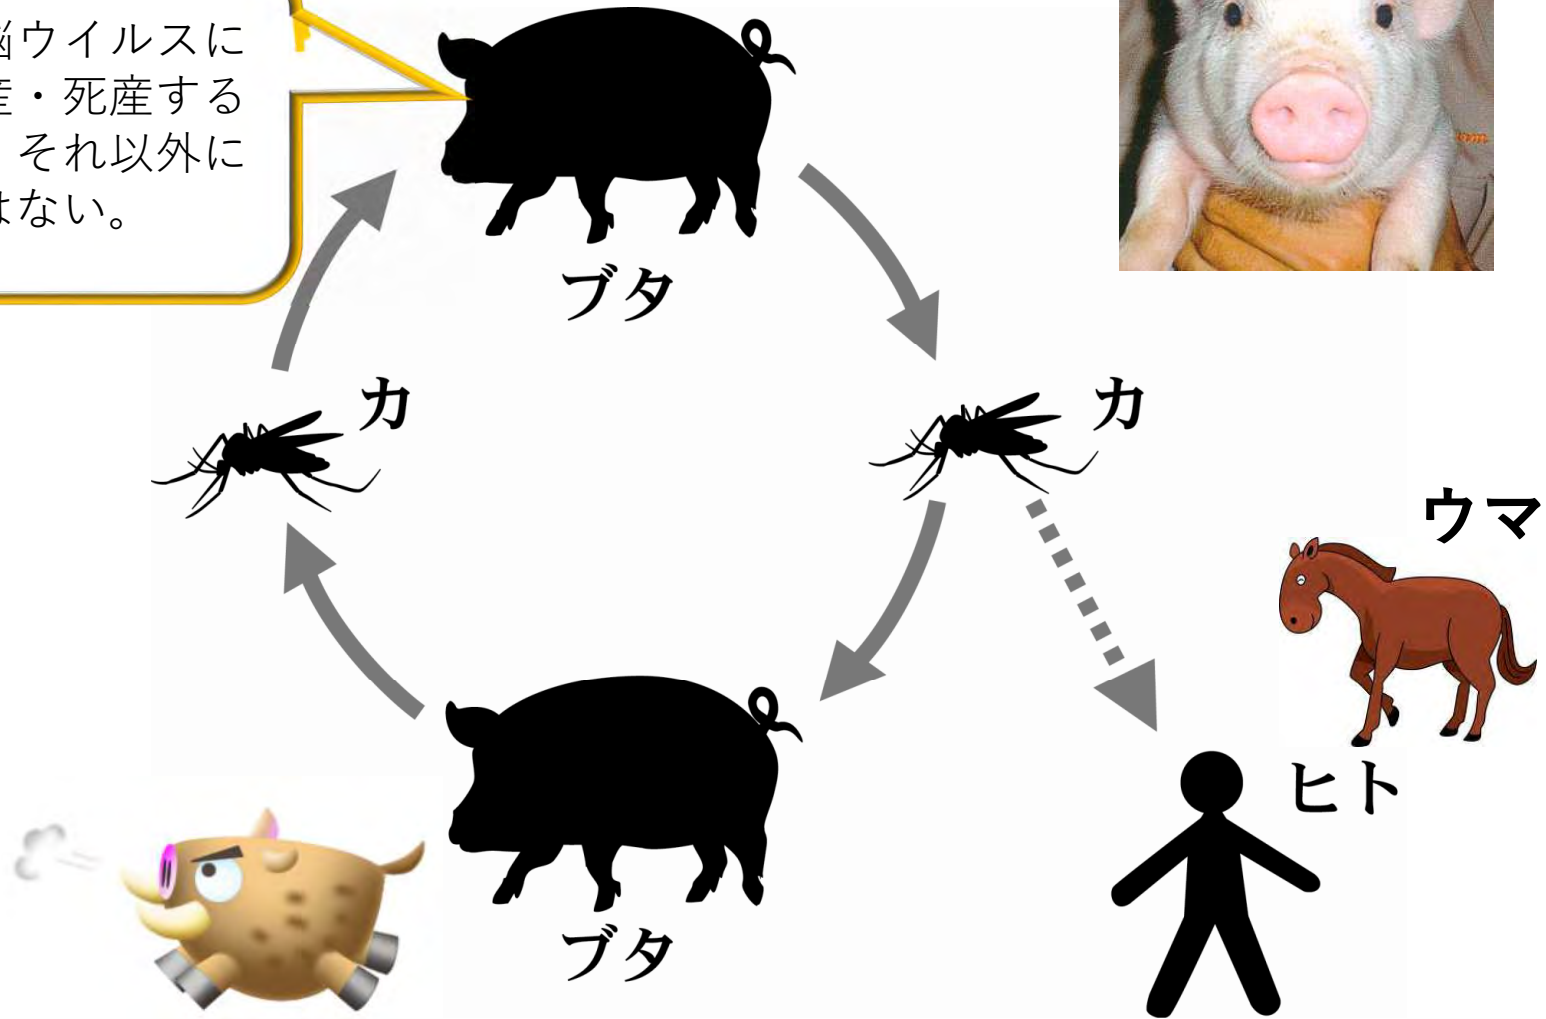 脳ウイルスに
産・死産する
それ以外に
はない。
ブタ
カ
カ
ウマ
ヒト
ブタ